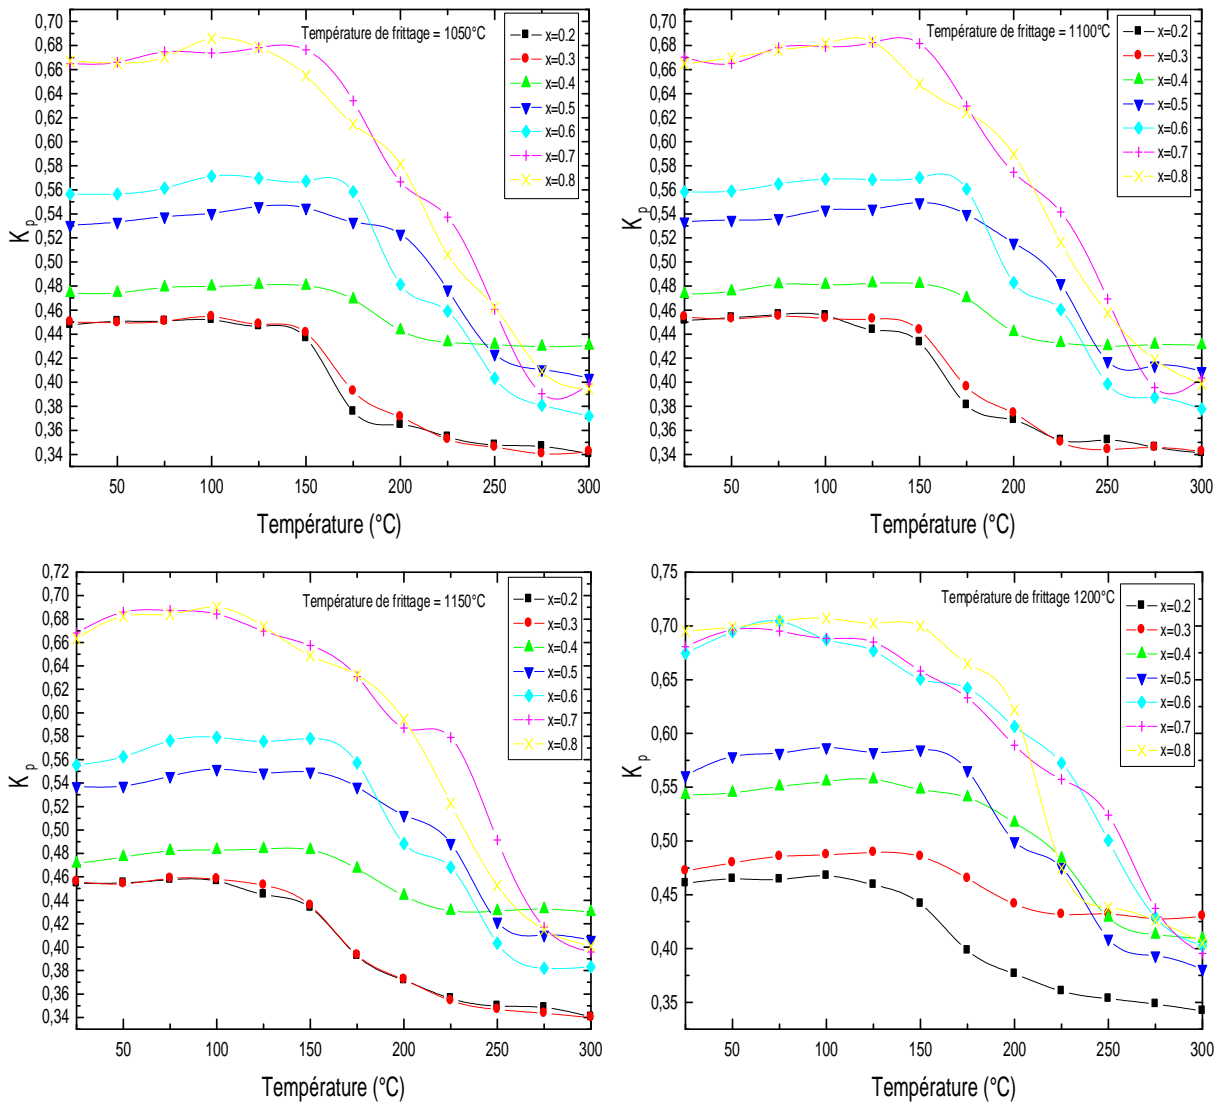 0,70
0,68
0,66
0,64
0,62
0,60
0,58
0,56
0,54
0,52
0,50
0,48
0,46
0,44
0,42
0,40
0,38
0,36
0,34
K p
Température de frittage = 1050°C
x=0.2
x=0.3
x=0.4
x=0.5
x=0.6
x=0.7
x=0.8
50 100 150 200 250 300
Température (°C)
0,70
0,68
0,66
0,64
0,62
0,60
0,58
0,56
0,54
0,52
0,50
0,48
0,46
0,44
0,42
0,40
0,38
0,36
0,34
K p
Température de frittage = 1100°C
x=0.2
x=0.3
x=0.4
x=0.5
x=0.6
x=0.7
x=0.8
50 100 150 200 250 300
Température (°C)
0,72
0,70
0,68
0,66
0,64
0,62
0,60
0,58
0,56
0,54
0,52
0,50
0,48
0,46
0,44
0,42
0,40
0,38
0,36
0,34
K p
Température de frittage = 1150°C
x=0.2
x=0.3
x=0.4
x=0.5
x=0.6
x=0.7
x=0.8
50 100 150 200 250 300
Température (°C)
0,75
0,70
0,65
0,60
0,55
0,50
0,45
0,40
0,35
K p
Température de frittage 1200°C
x=0.2
x=0.3
x=0.4
x=0.5
x=0.6
x=0.7
x=0.8
50 100 150 200 250 300
Température (°C)